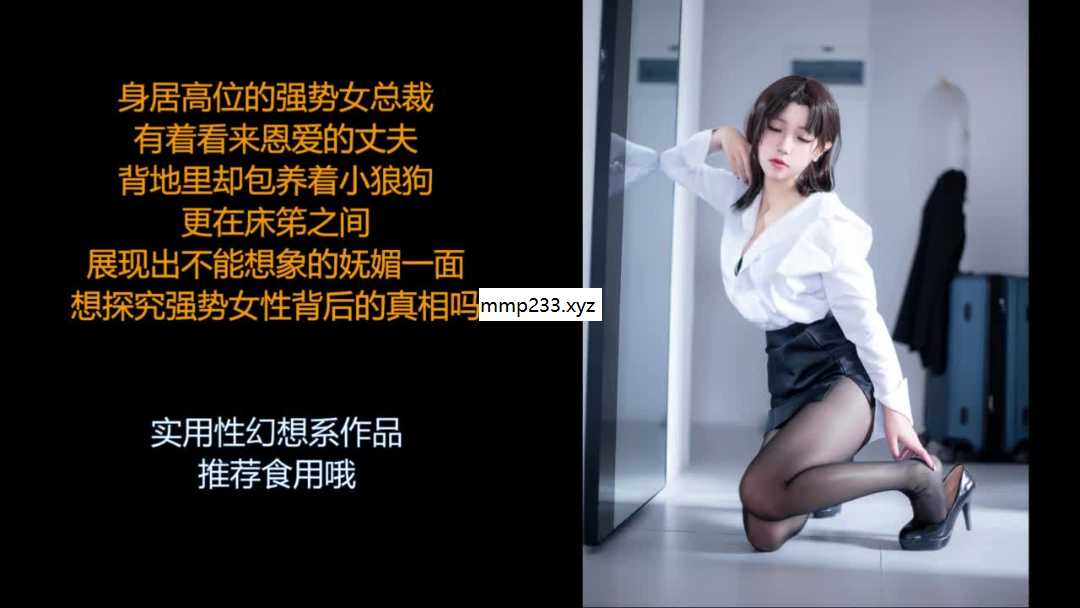 身居高位的强势女总裁
有着看来恩爱的丈夫
背地里却包养着小狼狗
更在床笫之间
展现出不能想象的妩媚一面
想探究强势女性背后的真相吗
mmp233.xyz
实用性幻想系作品
推荐食用哦